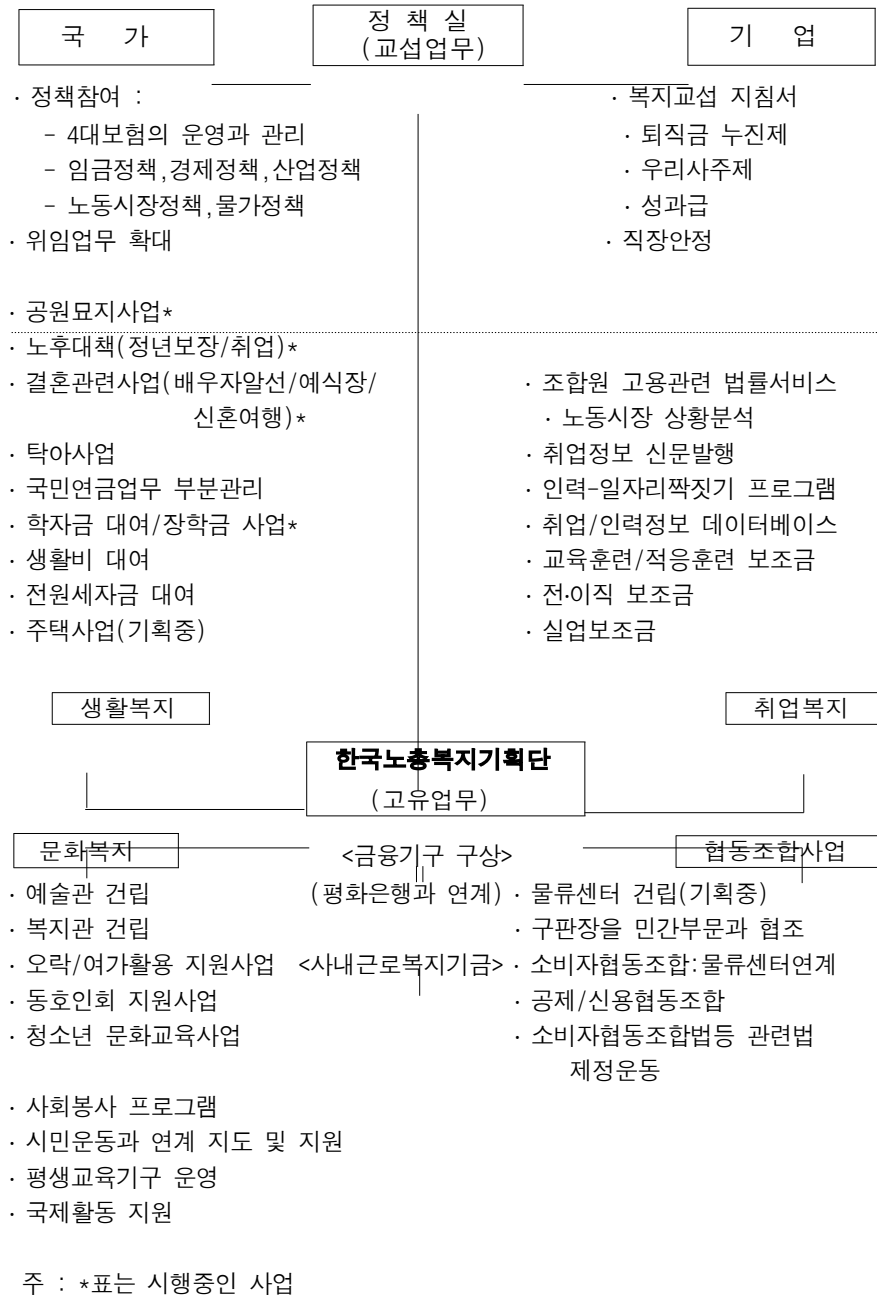 국 가
정 책 실
(교섭업무)
기 업
· 정책참여 :
- 4대보험의 운영과 관리
- 임금정책,경제정책,산업정책
- 노동시장정책,물가정책
· 위임업무 확대
· 복지교섭 지침서
· 퇴직금 누진제
· 우리사주제
· 성과급
· 직장안정
· 공원묘지사업*
· 노후대책(정년보장/취업)*
· 결혼관련사업(배우자알선/예식장/
신혼여행)*
· 탁아사업
· 국민연금업무 부분관리
· 학자금 대여/장학금 사업*
· 생활비 대여
· 전원세자금 대여
· 주택사업(기획중)
· 조합원 고용관련 법률서비스
· 노동시장 상황분석
· 취업정보 신문발행
· 인력-일자리짝짓기 프로그램
· 취업/인력정보 데이터베이스
· 교육훈련/적응훈련 보조금
· 전·이직 보조금
· 실업보조금
생활복지
취업복지
한국노총복지기획단
(고유업무)
문화복지
<금융기구 구상>
협동조합사업
(평화은행과 연계)
<사내근로복지기금>
· 예술관 건립
· 복지관 건립
· 오락/여가활용 지원사업
· 동호인회 지원사업
· 청소년 문화교육사업
· 물류센터 건립(기획중)
· 구판장을 민간부문과 협조
· 소비자협동조합:물류센터연계
· 공제/신용협동조합
· 소비자협동조합법등 관련법
제정운동
· 사회봉사 프로그램
· 시민운동과 연계 지도 및 지원
· 평생교육기구 운영
· 국제활동 지원
주 : *표는 시행중인 사업